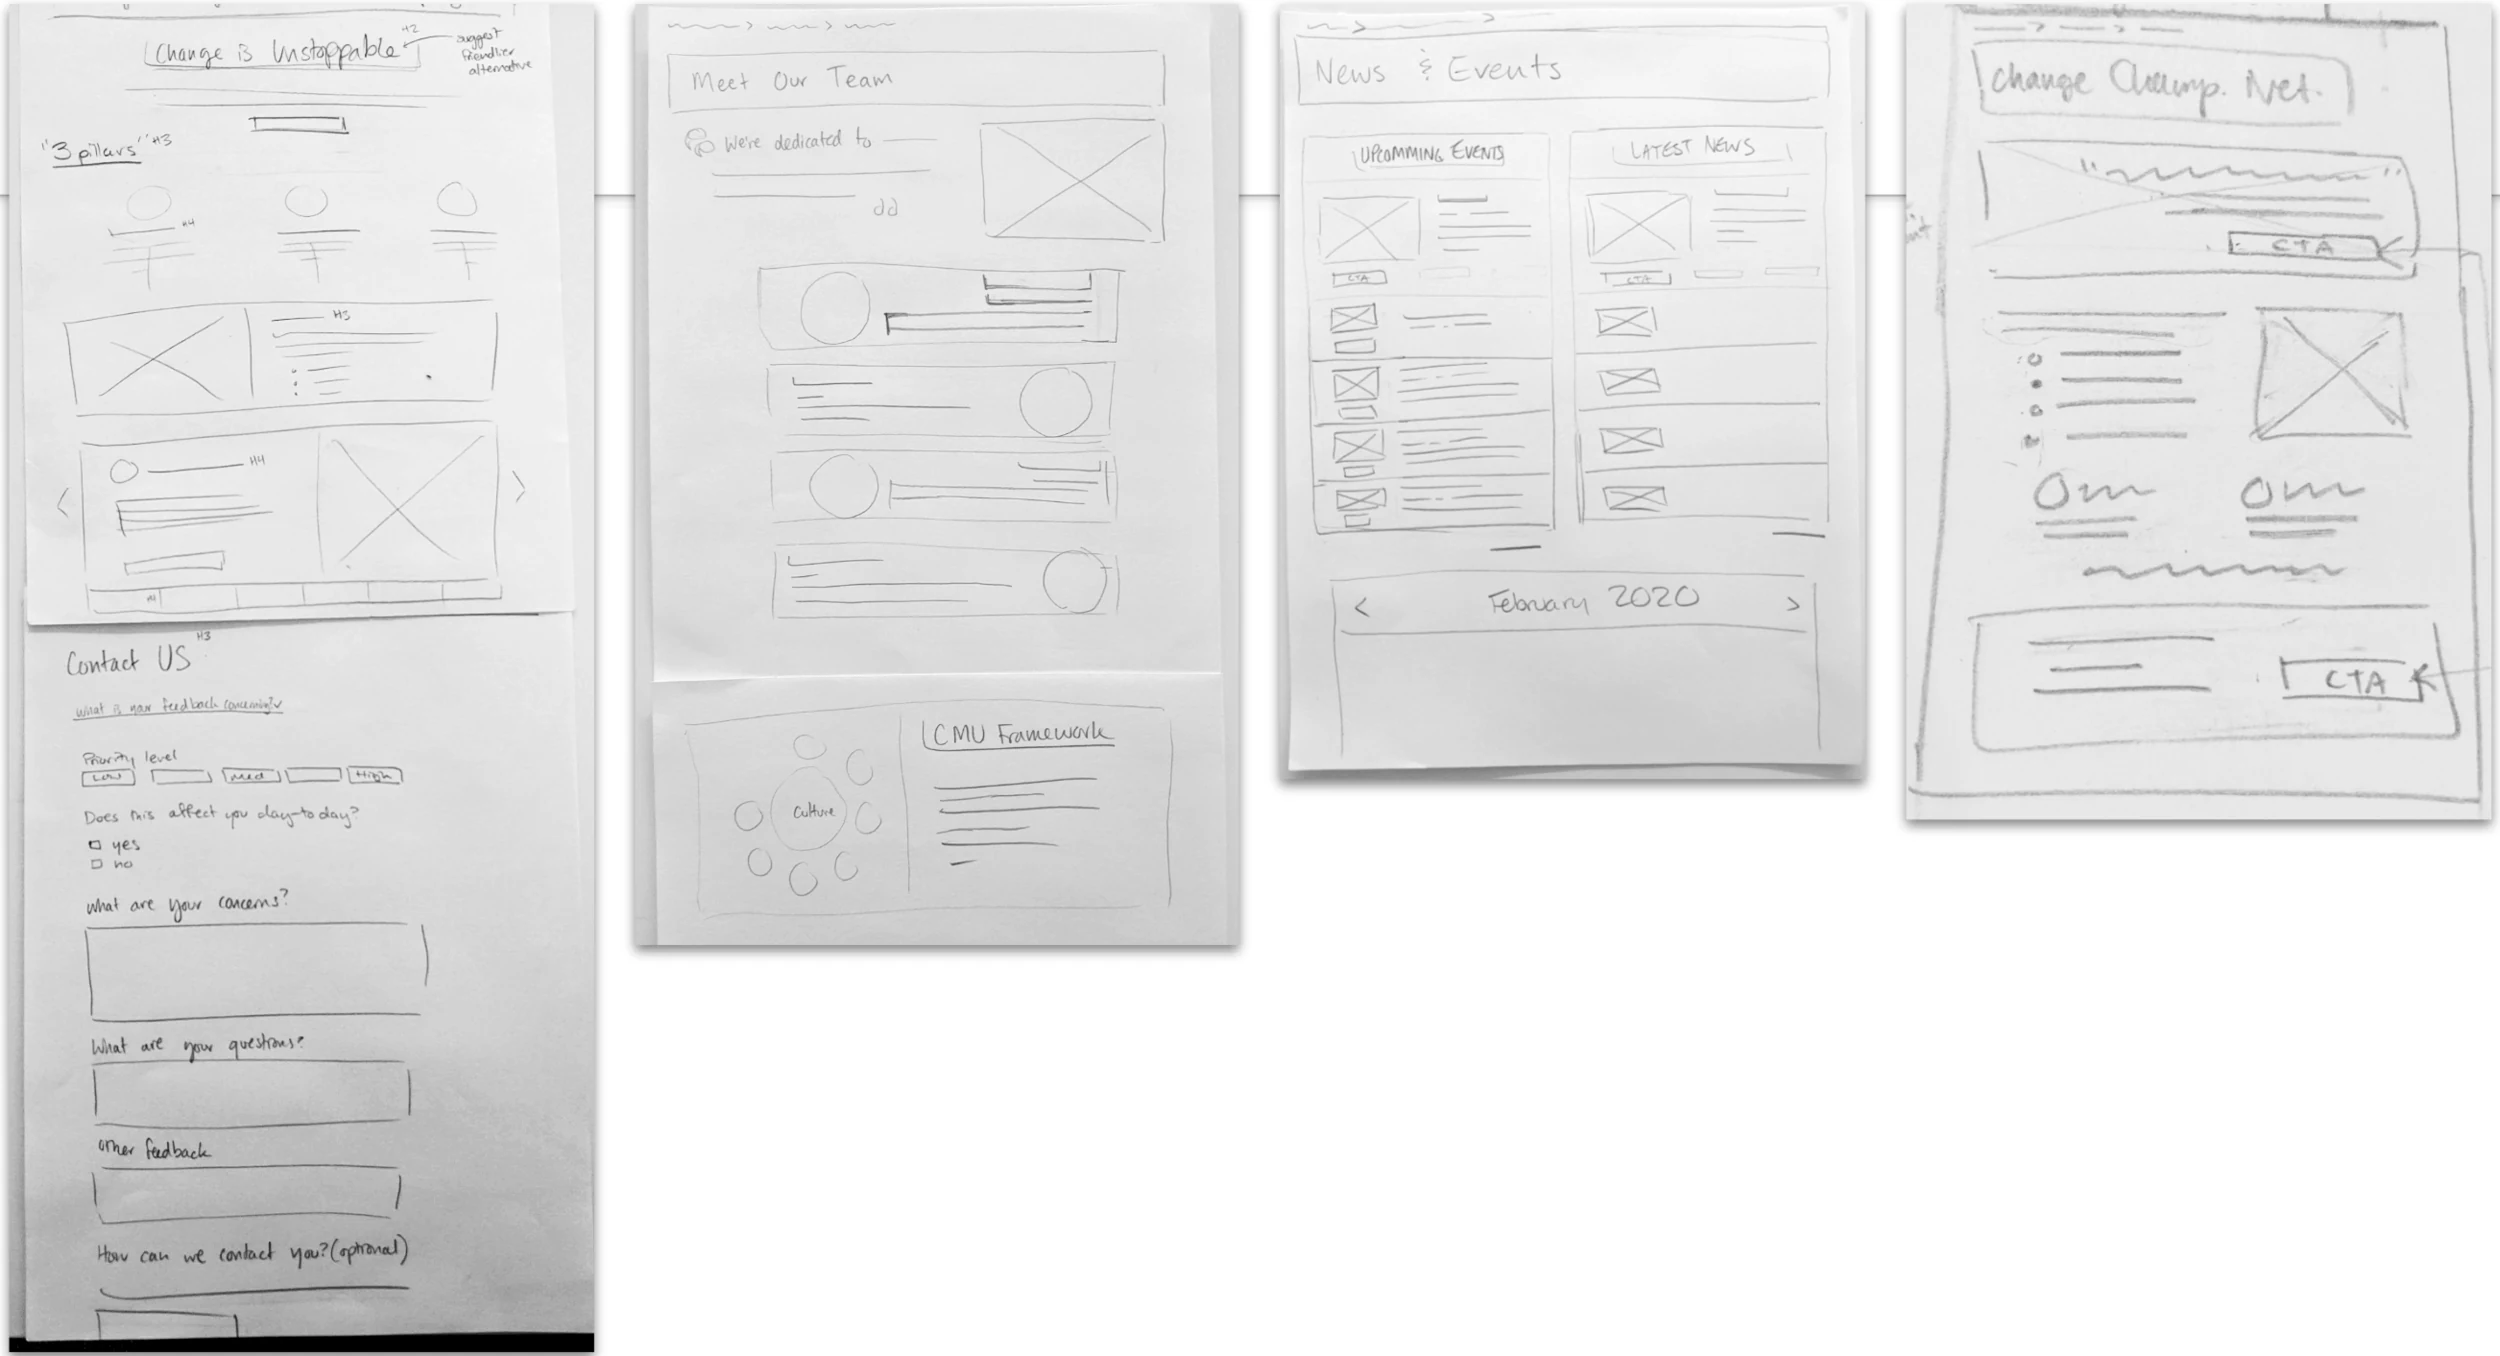 Change is Unstoppable
H2
suggest
friendlier
alternative
"3 pillars" H3
H4
H3
H4
Contact US
H3
What is your feedback concerning?
Priority level
Low
Med
High
Does this affect you day-to day?
yes
no
What are your concerns?
What are your questions?
other feedback
How can we contact you? (optional)
Meet Our Team
We're dedicated to
CMU Framework
Culture
News & Events
UPCOMMING EVENTS
LATEST NEWS
CTA
CTA
< February 2020 >
Change Champ. Net.
CTA
CTA